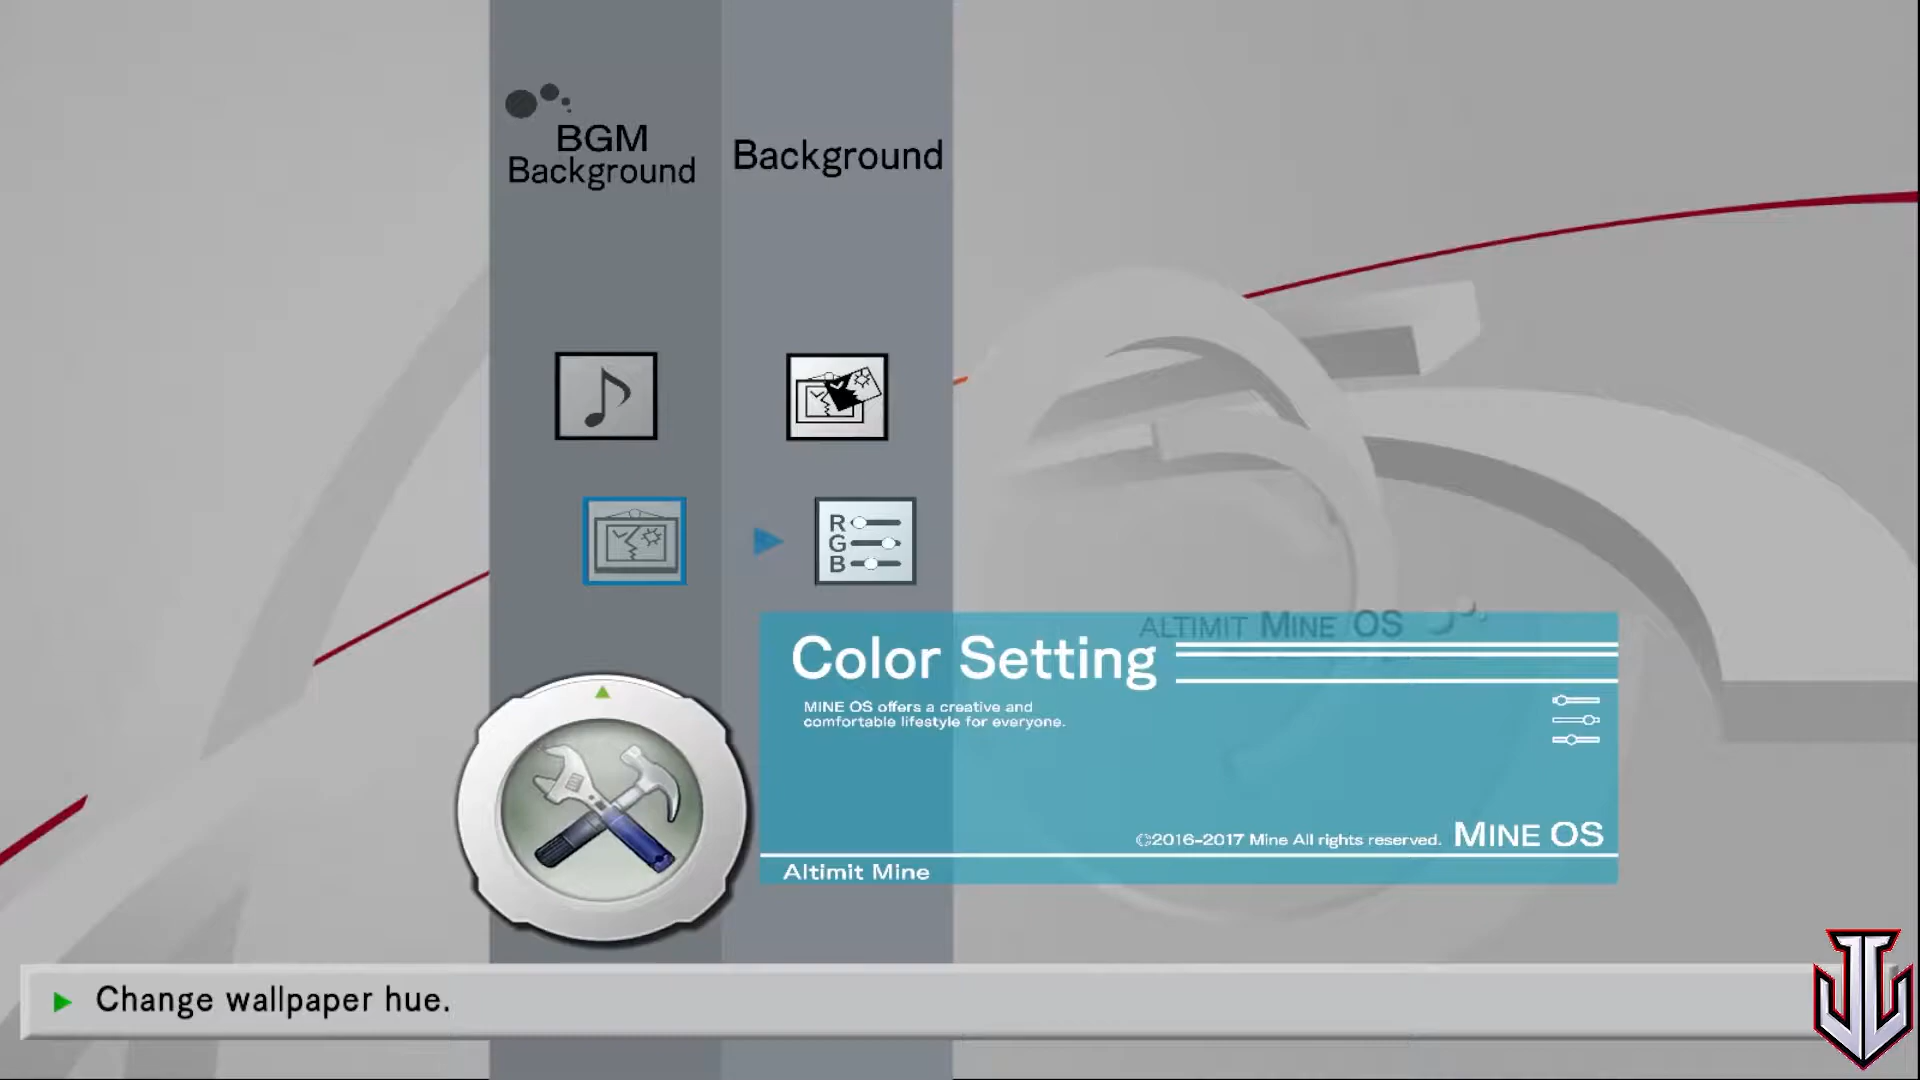 BGM
Background
Background
R
G
B
ALTIMIT MINE OS
Color Setting
MINE OS offers a creative and
comfortable lifestyle for everyone.
©2016-2017 Mine All rights reserved. MINE OS
Altimit Mine
Change wallpaper hue.